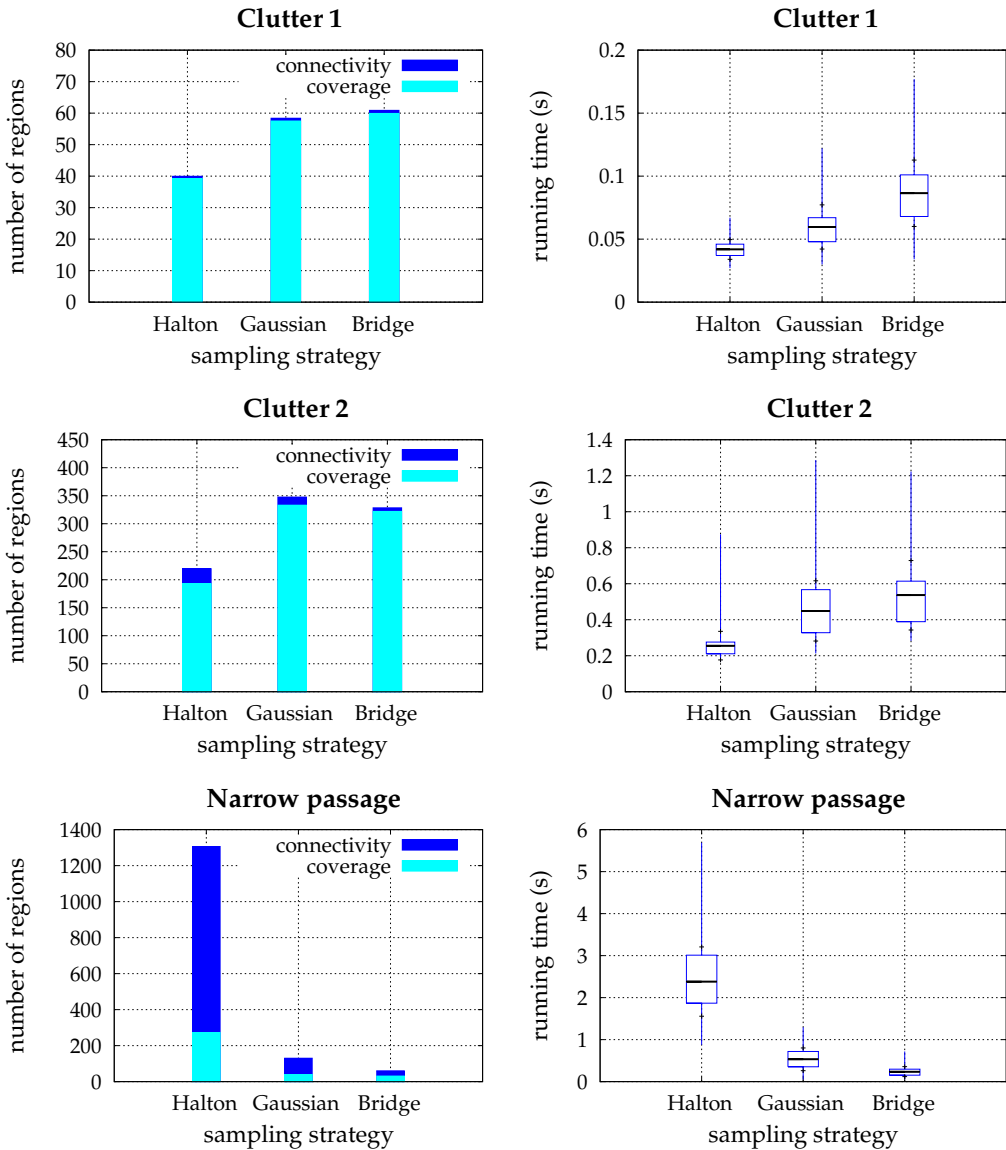 Clutter 1
80
70
60
50
40
30
20
10
0
number of regions
connectivity
coverage
Halton Gaussian Bridge
sampling strategy
Clutter 1
0.2
0.15
0.1
0.05
0
running time (s)
Halton Gaussian Bridge
sampling strategy
Clutter 2
450
400
350
300
250
200
150
100
50
0
number of regions
connectivity
coverage
Halton Gaussian Bridge
sampling strategy
Clutter 2
1.4
1.2
1
0.8
0.6
0.4
0.2
0
running time (s)
Halton Gaussian Bridge
sampling strategy
Narrow passage
1400
1200
1000
800
600
400
200
0
number of regions
connectivity
coverage
Halton Gaussian Bridge
sampling strategy
Narrow passage
6
5
4
3
2
1
0
running time (s)
Halton Gaussian Bridge
sampling strategy